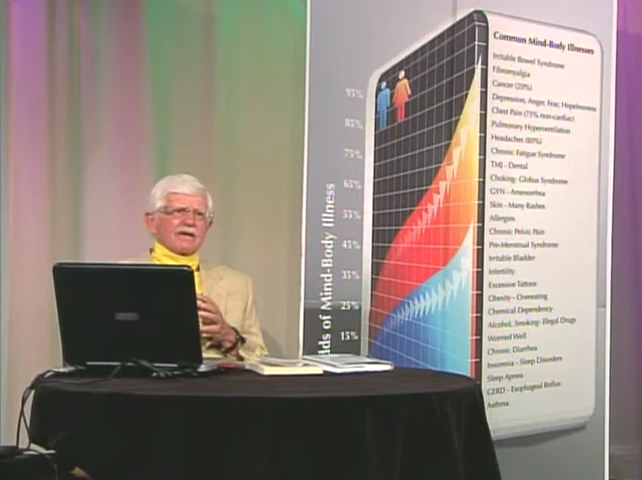 Common Mind-Body Illnesses
Irritable Bowel Syndrome
Fibromyalgia
Cancer (20%)
Depression, Anger, Fear, Hopelessness
Chest Pain (75% non-cardiac)
Pulmonary Hyperventilation
Headaches (80%)
Chronic Fatigue Syndrome
TMJ - Dental
Choking- Globus Syndrome
GYN - Amenorrhea
Skin - Many Rashes
Allergies
Chronic Pelvic Pain
Pre-Menstrual Syndrome
Irritable Bladder
Infertility
Excessive Tattoos
Obesity - Overeating
Chemical Dependency
Alcohol, Smoking- Illegal Drugs
Worried Well
Chronic Diarrhea
Insomnia - Sleep Disorders
Sleep Apnea
GERD - Esophageal Reflux
Asthma
95%
85%
75%
65%
55%
45%
35%
25%
15%
lds of Mind-Body Illness